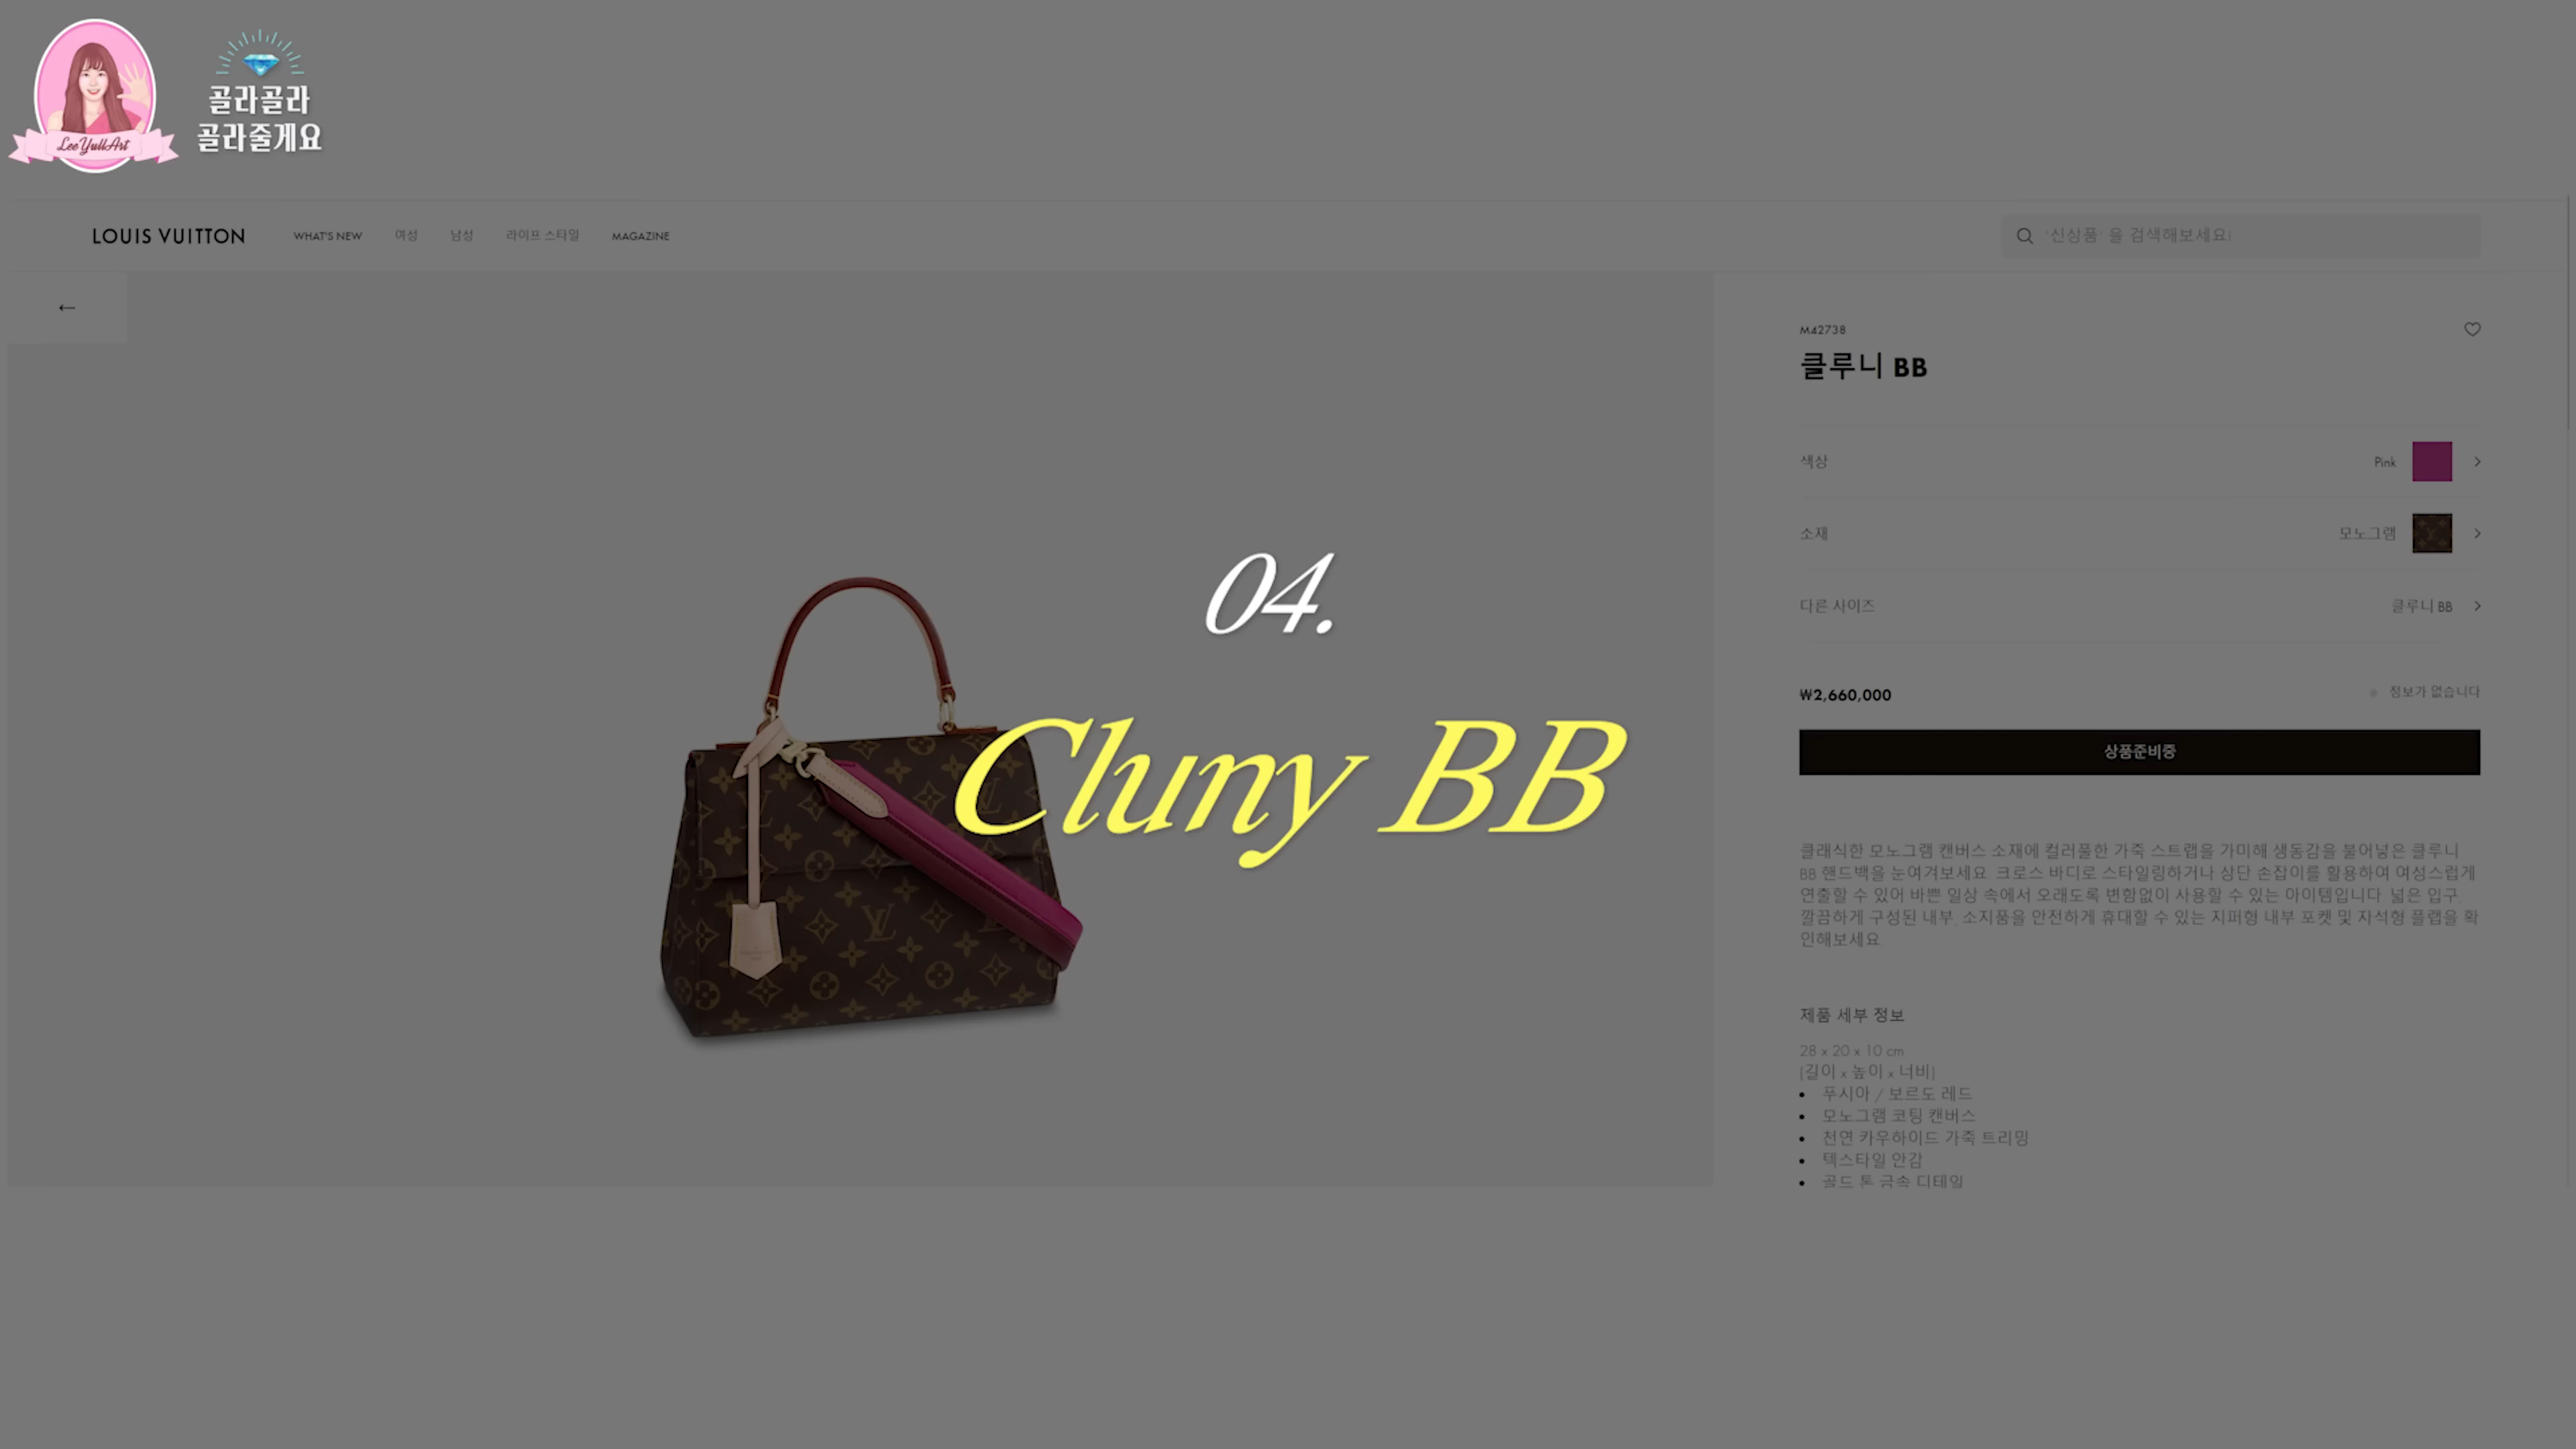 골라골라
골라줄게요
LeeYullArt
LOUIS VUITTON
WHAT'S NEW
여성
남성
라이프 스타일
MAGAZINE
'신상품' 을 검색해보세요!
M42738
클루니 BB
색상
Pink
소재
모노그램
다른 사이즈
클루니 BB
₩2,660,000
정보가 없습니다
상품준비중
04.
Cluny BB
클래식한 모노그램 캔버스 소재에 컬러풀한 가죽 스트랩을 가미해 생동감을 불어넣은 클루니
BB 핸드백을 눈여겨보세요. 크로스 바디로 스타일링하거나 상단 손잡이를 활용하여 여성스럽게
연출할 수 있어 바쁜 일상 속에서 오래도록 변함없이 사용할 수 있는 아이템입니다. 넓은 입구,
깔끔하게 구성된 내부, 소지품을 안전하게 휴대할 수 있는 지퍼형 내부 포켓 및 자석형 플랩을 확
인해보세요.
제품 세부 정보
28 x 20 x 10 cm
(길이 x 높이 x 너비)
푸시아 / 보르도 레드
모노그램 코팅 캔버스
천연 카우하이드 가죽 트리밍
텍스타일 안감
골드 톤 금속 디테일